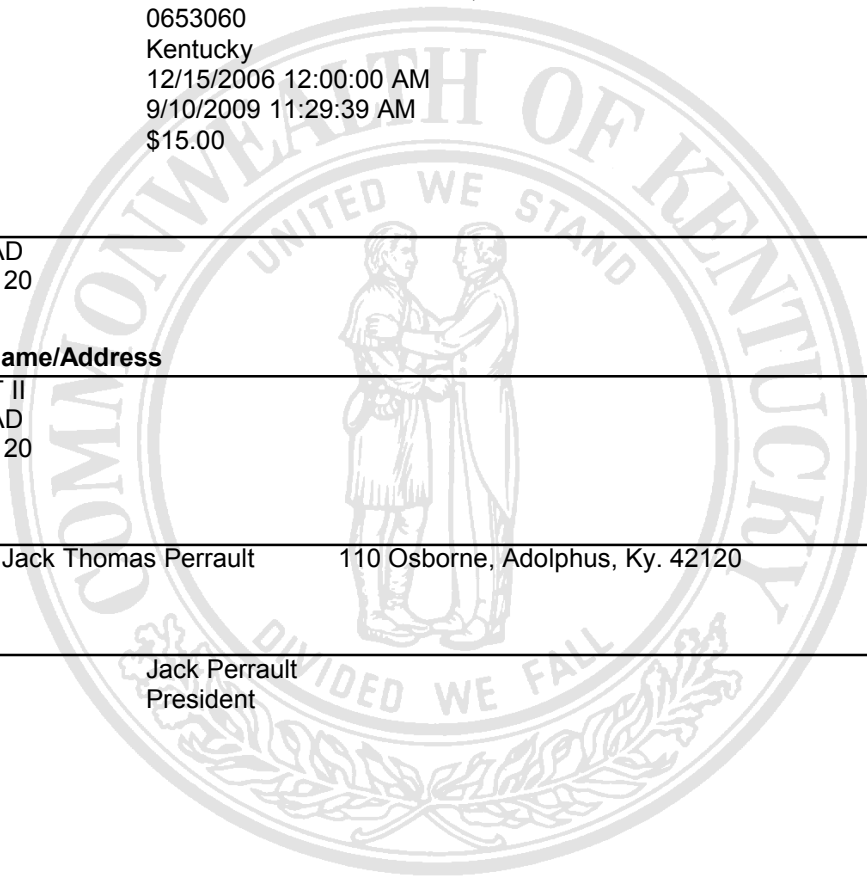 0653060
Kentucky
12/15/2006 12:00:00 AM
9/10/2009 11:29:39 AM
$15.00
COMMONWEALTH OF KENTUCKY
UNITED WE STAND
AD
20
ame/Address
II
AD
20
Jack Thomas Perrault 110 Osborne, Adolphus, Ky. 42120
Jack Perrault
President
DIVIDED WE FALL